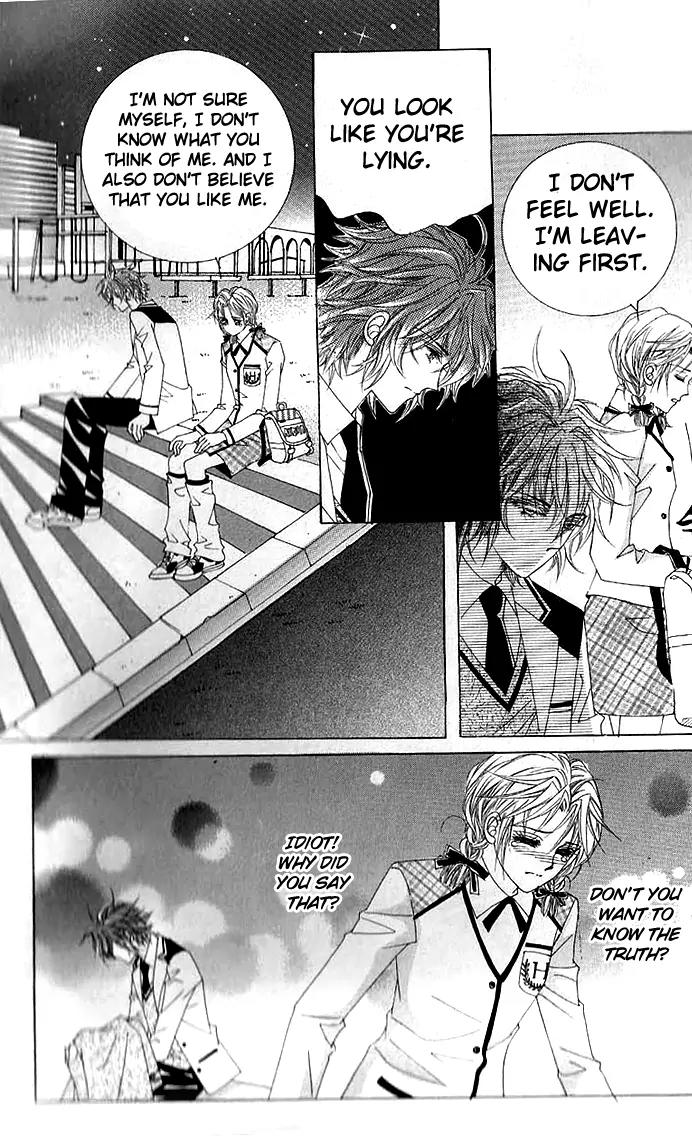 I'M NOT SURE
MYSELF, I DON'T
KNOW WHAT YOU
THINK OF ME. AND I
ALSO DON'T BELIEVE
THAT YOU LIKE ME.
YOU LOOK
LIKE YOU'RE
LYING.
I DON'T
FEEL WELL.
I'M LEAV-
ING FIRST.
IDIOT!
WHY DID
YOU SAY
THAT?
DON'T YOU
WANT TO
KNOW THE
TRUTH?
H